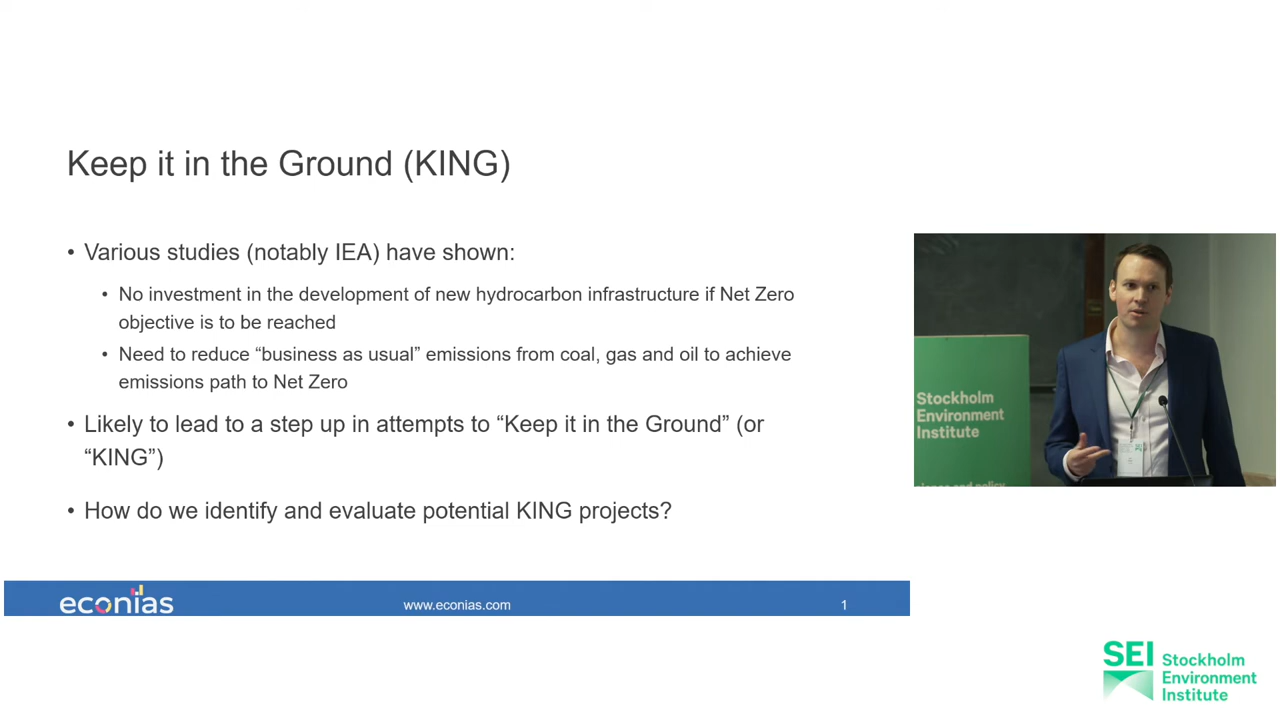 Keep it in the Ground (KING)
• Various studies (notably IEA) have shown:
• No investment in the development of new hydrocarbon infrastructure if Net Zero
objective is to be reached
• Need to reduce “business as usual” emissions from coal, gas and oil to achieve
emissions path to Net Zero
• Likely to lead to a step up in attempts to “Keep it in the Ground” (or
“KING”)
• How do we identify and evaluate potential KING projects?
econias
www.econias.com
1
Stockholm
Environment
Institute
and policy
SEI
Stockholm
Environment
Institute